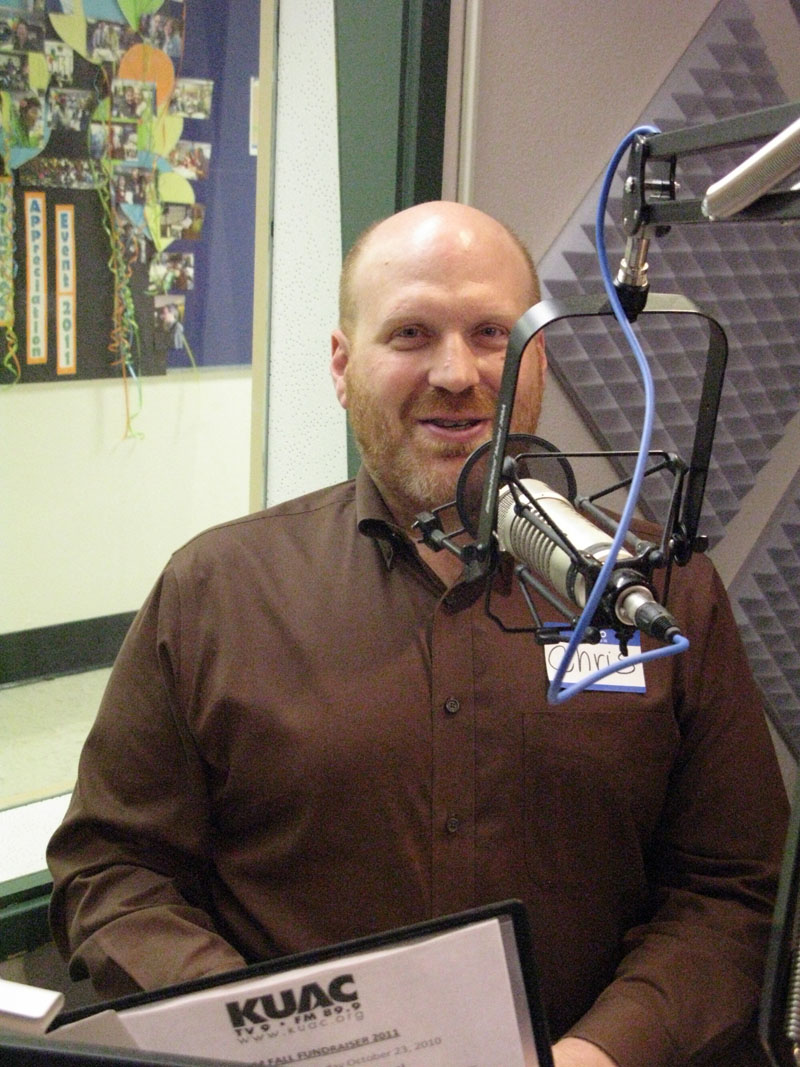 Appreciation
Event 2011
Chris
KUAC
TV 9 • FM 89.9
www.kuac.org
FALL FUNDRAISER 2011
October 23, 2010